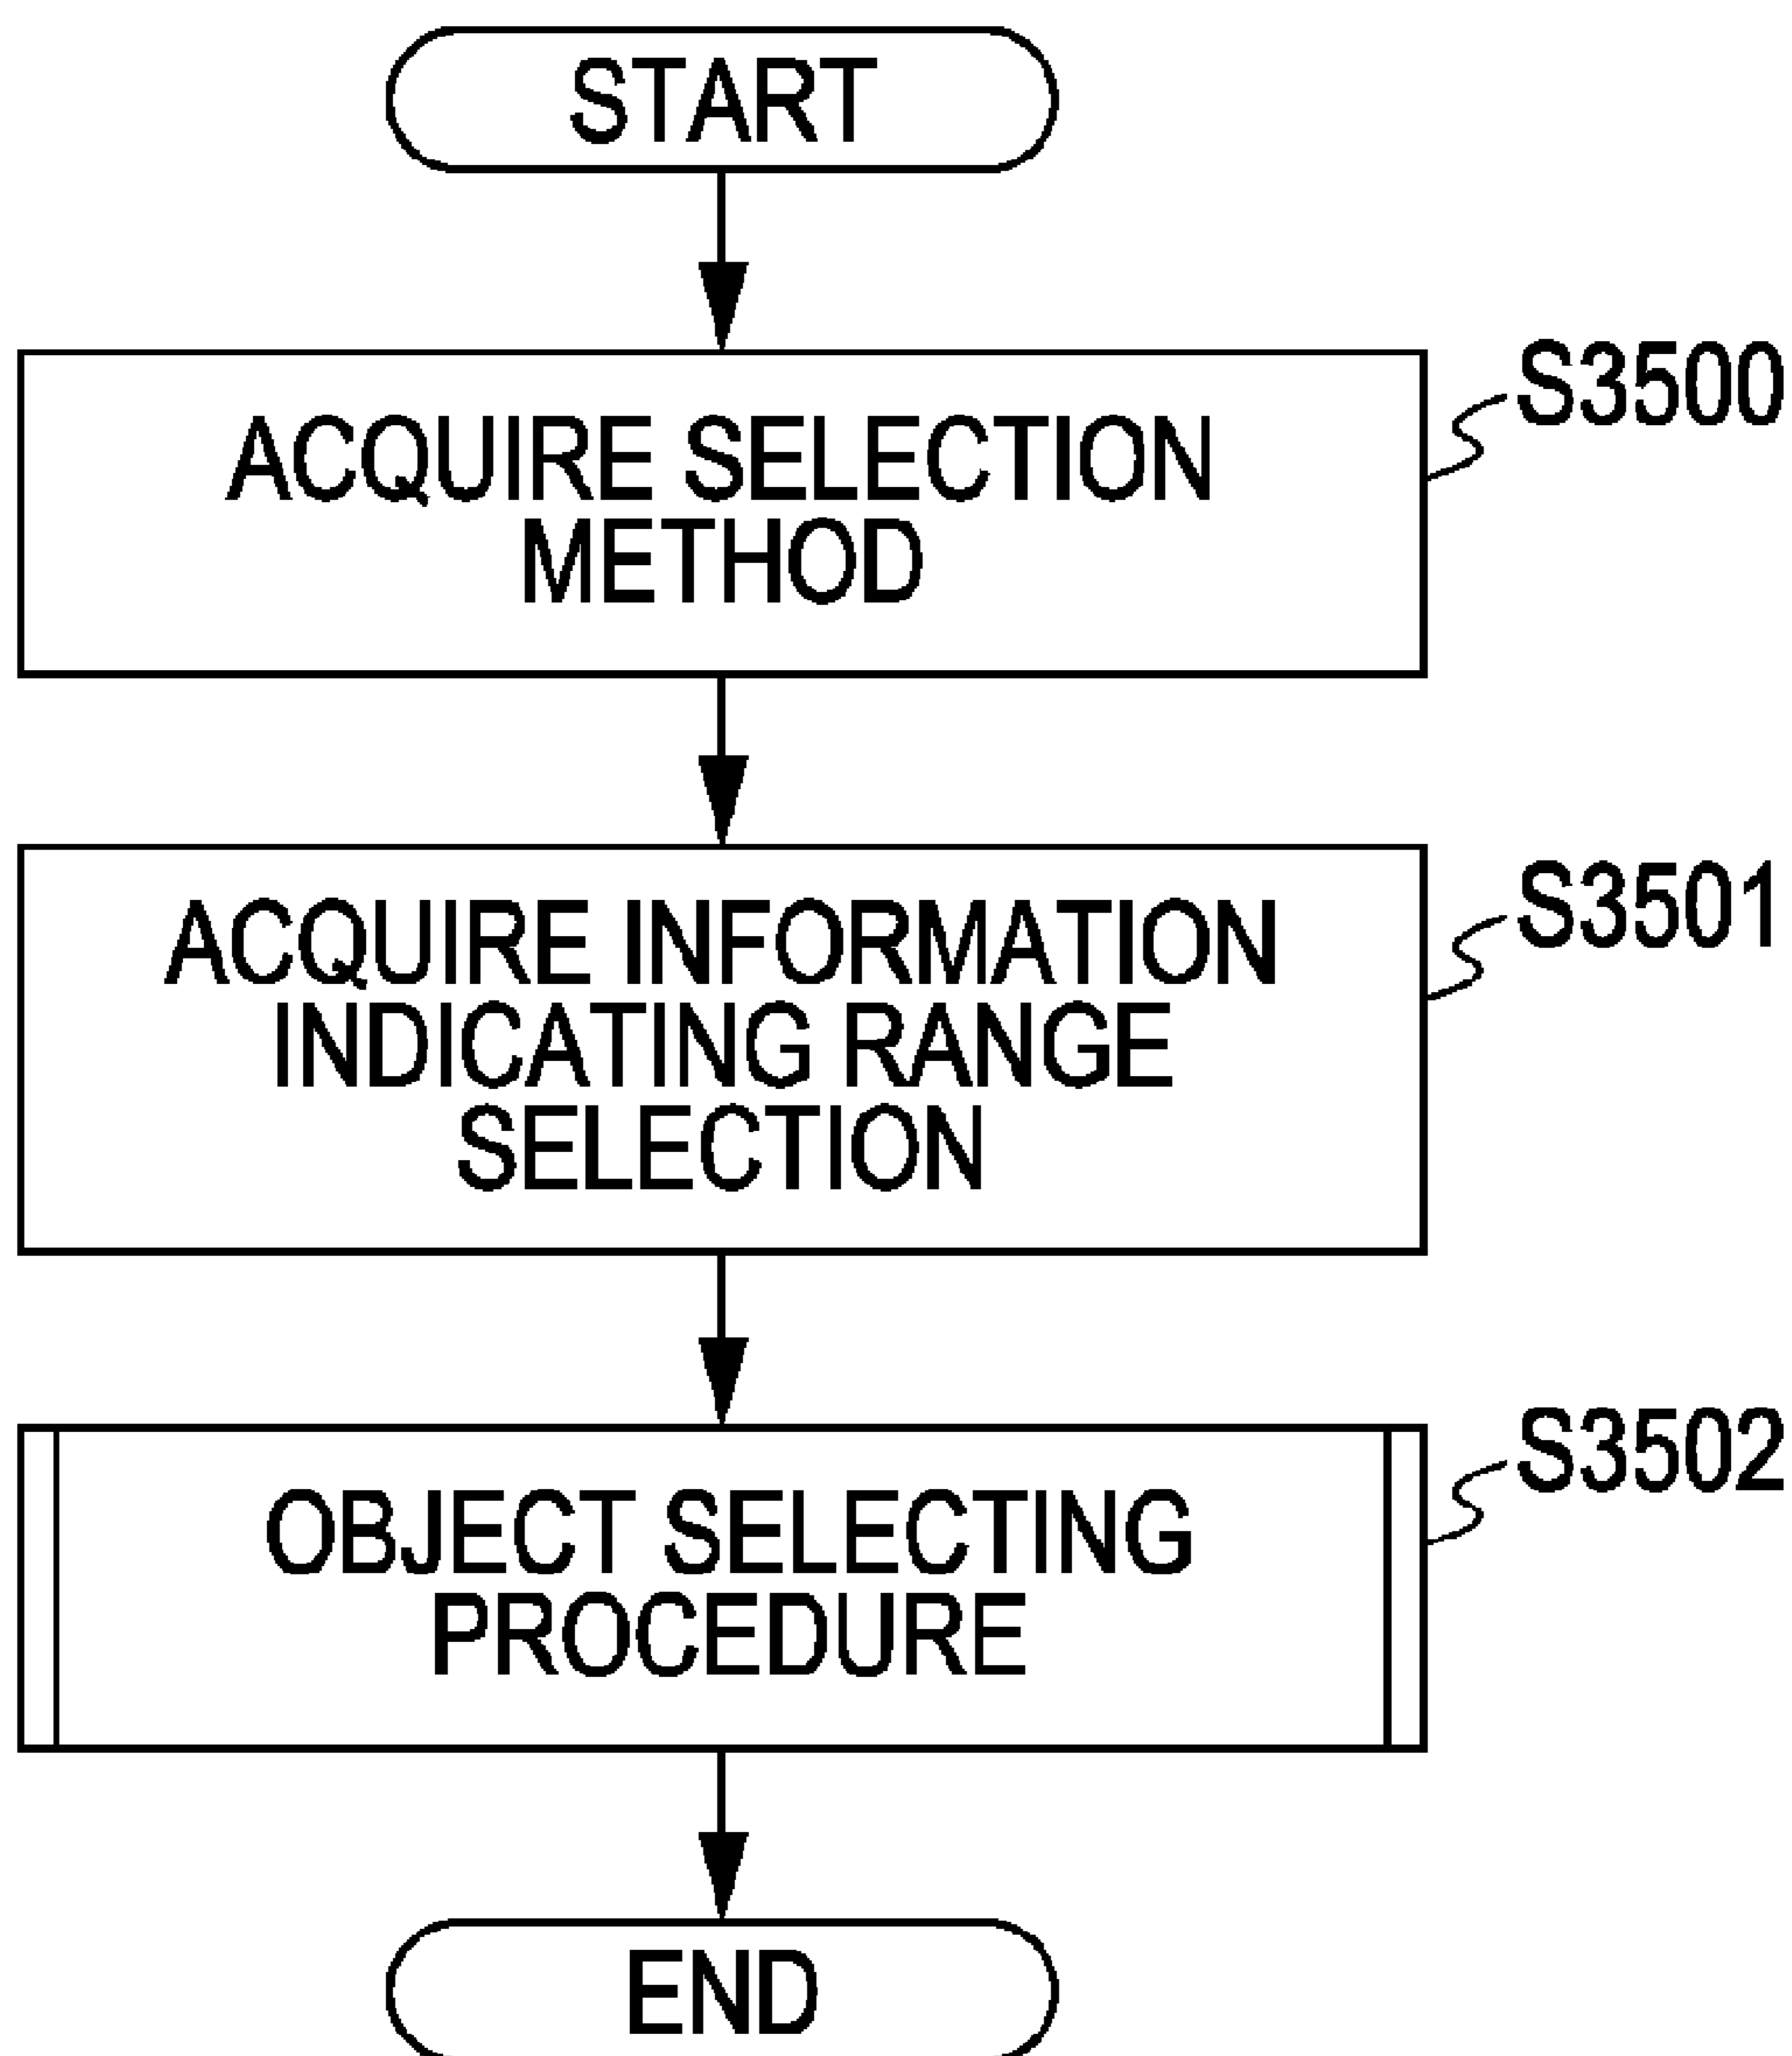 START
S3500
ACQUIRE SELECTION
METHOD
S3501
ACQUIRE INFORMATION
INDICATING RANGE
SELECTION
S3502
OBJECT SELECTING
PROCEDURE
END